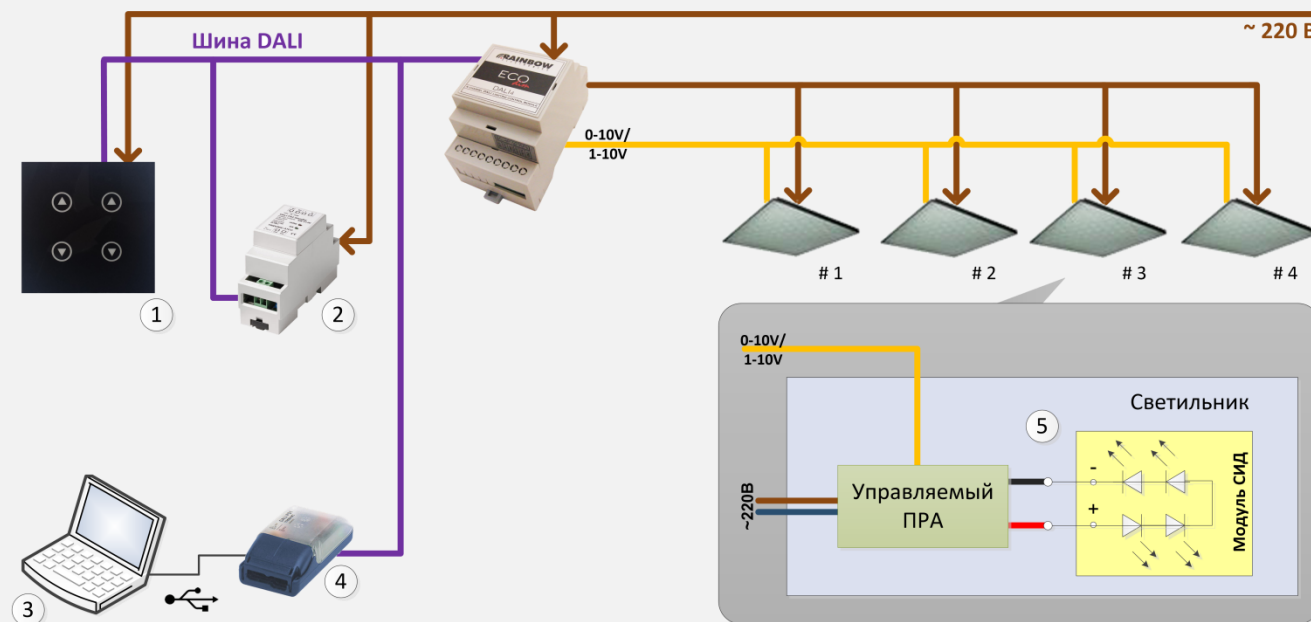 ~ 220 В
Шина DALI
RAINBOW
ECO
DALI
0-10V/
1-10V
# 1
# 2
# 3
# 4
1
2
3
4
0-10V/
1-10V
~220В
Светильник
5
Управляемый
ПРА
-
+
Модуль СИД